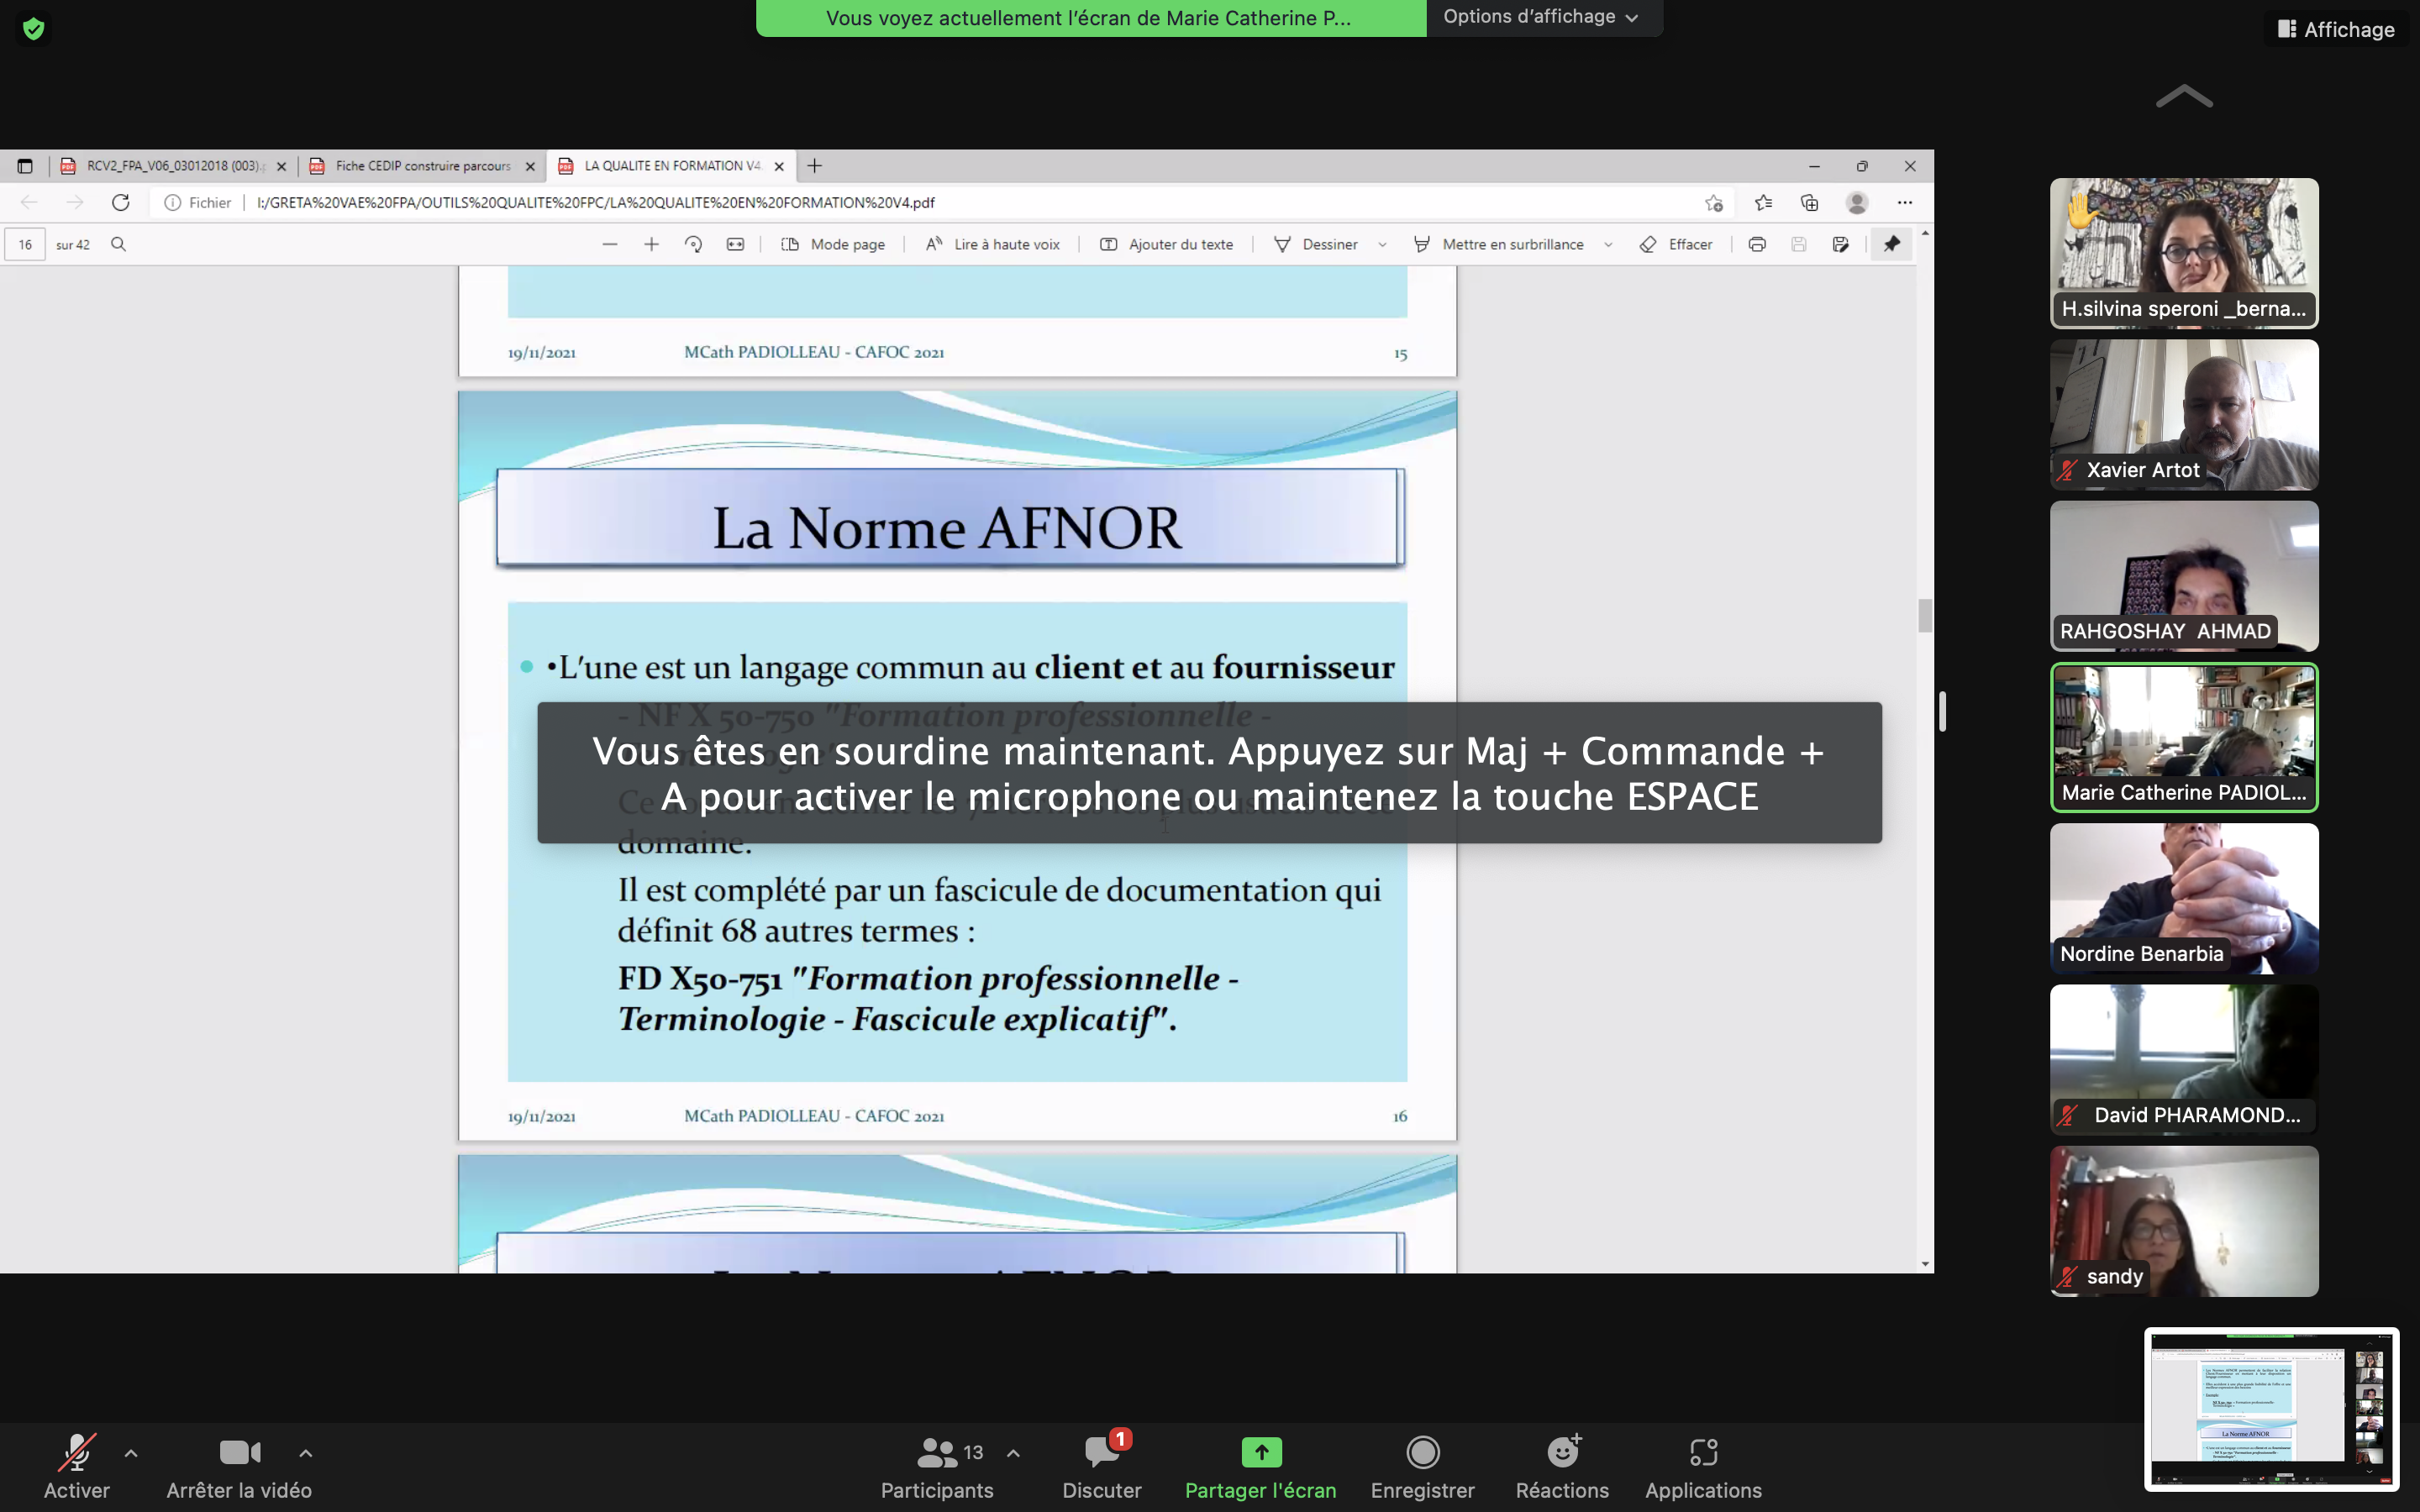 Vous voyez actuellement l'écran de Marie Catherine P...
Options d'affichage
Affichage
RCV2_FPA_V06_03012018 (003).p
Fiche CEDIP construire parcours
LA QUALITE EN FORMATION V4.
Fichier
I:/GRETA%20VAE%20FPA/OUTILS%20QUALITE%20FPC/LA%20QUALITE%20EN%20FORMATION%20V4.pdf
16 sur 42
Mode page
Lire à haute voix
Ajouter du texte
Dessiner
Mettre en surbrillance
Effacer
19/11/2021
MCath PADIOLLEAU - CAFOC 2021
15
La Norme AFNOR
•L'une est un langage commun au client et au fournisseur
- NF X 50-750 "Formation professionnelle -
Vous êtes en sourdine maintenant. Appuyez sur Maj + Commande +
A pour activer le microphone ou maintenez la touche ESPACE
domaine.
Il est complété par un fascicule de documentation qui
définit 68 autres termes :
FD X50-751 "Formation professionnelle -
Terminologie - Fascicule explicatif".
19/11/2021
MCath PADIOLLEAU - CAFOC 2021
16
H.silvina speroni _berna...
Xavier Artot
RAHGOSHAY AHMAD
Marie Catherine PADIOL...
Nordine Benarbia
David PHARAMOND...
sandy
La Norme AFNOR
Activer
Arrêter la vidéo
13
Participants
1
Discuter
Partager l'écran
Enregistrer
Réactions
Applications